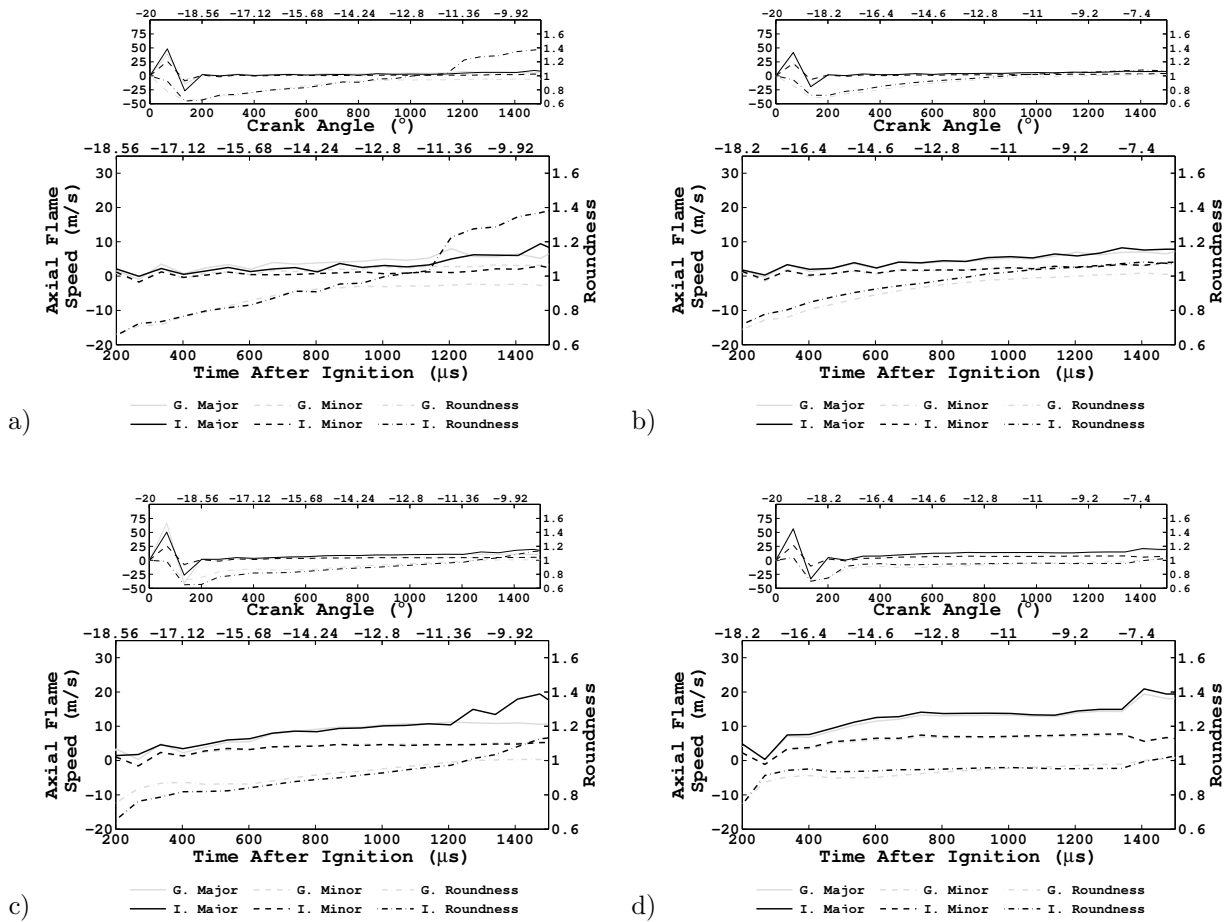 −20 −18.56 −17.12 −15.68 −14.24 −12.8 −11.36 −9.92
75 50 25 0 −25 −50
1.6 1.4 1.2 1 0.8 0.6
0 200 400 600 800 1000 1200 1400
Crank Angle (°)
−18.56 −17.12 −15.68 −14.24 −12.8 −11.36 −9.92
Axial Flame
Speed (m/s)
30 20 10 0 −10 −20
1.6 1.4 1.2 1 0.8 0.6
Roundness
200 400 600 800 1000 1200 1400
Time After Ignition (μs)
G. Major G. Minor G. Roundness
I. Major I. Minor I. Roundness
a)
−20 −18.2 −16.4 −14.6 −12.8 −11 −9.2 −7.4
75 50 25 0 −25 −50
1.6 1.4 1.2 1 0.8 0.6
0 200 400 600 800 1000 1200 1400
Crank Angle (°)
−18.2 −16.4 −14.6 −12.8 −11 −9.2 −7.4
Axial Flame
Speed (m/s)
30 20 10 0 −10 −20
1.6 1.4 1.2 1 0.8 0.6
Roundness
200 400 600 800 1000 1200 1400
Time After Ignition (μs)
G. Major G. Minor G. Roundness
I. Major I. Minor I. Roundness
b)
−20 −18.56 −17.12 −15.68 −14.24 −12.8 −11.36 −9.92
75 50 25 0 −25 −50
1.6 1.4 1.2 1 0.8 0.6
0 200 400 600 800 1000 1200 1400
Crank Angle (°)
−18.56 −17.12 −15.68 −14.24 −12.8 −11.36 −9.92
Axial Flame
Speed (m/s)
30 20 10 0 −10 −20
1.6 1.4 1.2 1 0.8 0.6
Roundness
200 400 600 800 1000 1200 1400
Time After Ignition (μs)
G. Major G. Minor G. Roundness
I. Major I. Minor I. Roundness
c)
−20 −18.2 −16.4 −14.6 −12.8 −11 −9.2 −7.4
75 50 25 0 −25 −50
1.6 1.4 1.2 1 0.8 0.6
0 200 400 600 800 1000 1200 1400
Crank Angle (°)
−18.2 −16.4 −14.6 −12.8 −11 −9.2 −7.4
Axial Flame
Speed (m/s)
30 20 10 0 −10 −20
1.6 1.4 1.2 1 0.8 0.6
Roundness
200 400 600 800 1000 1200 1400
Time After Ignition (μs)
G. Major G. Minor G. Roundness
I. Major I. Minor I. Roundness
d)